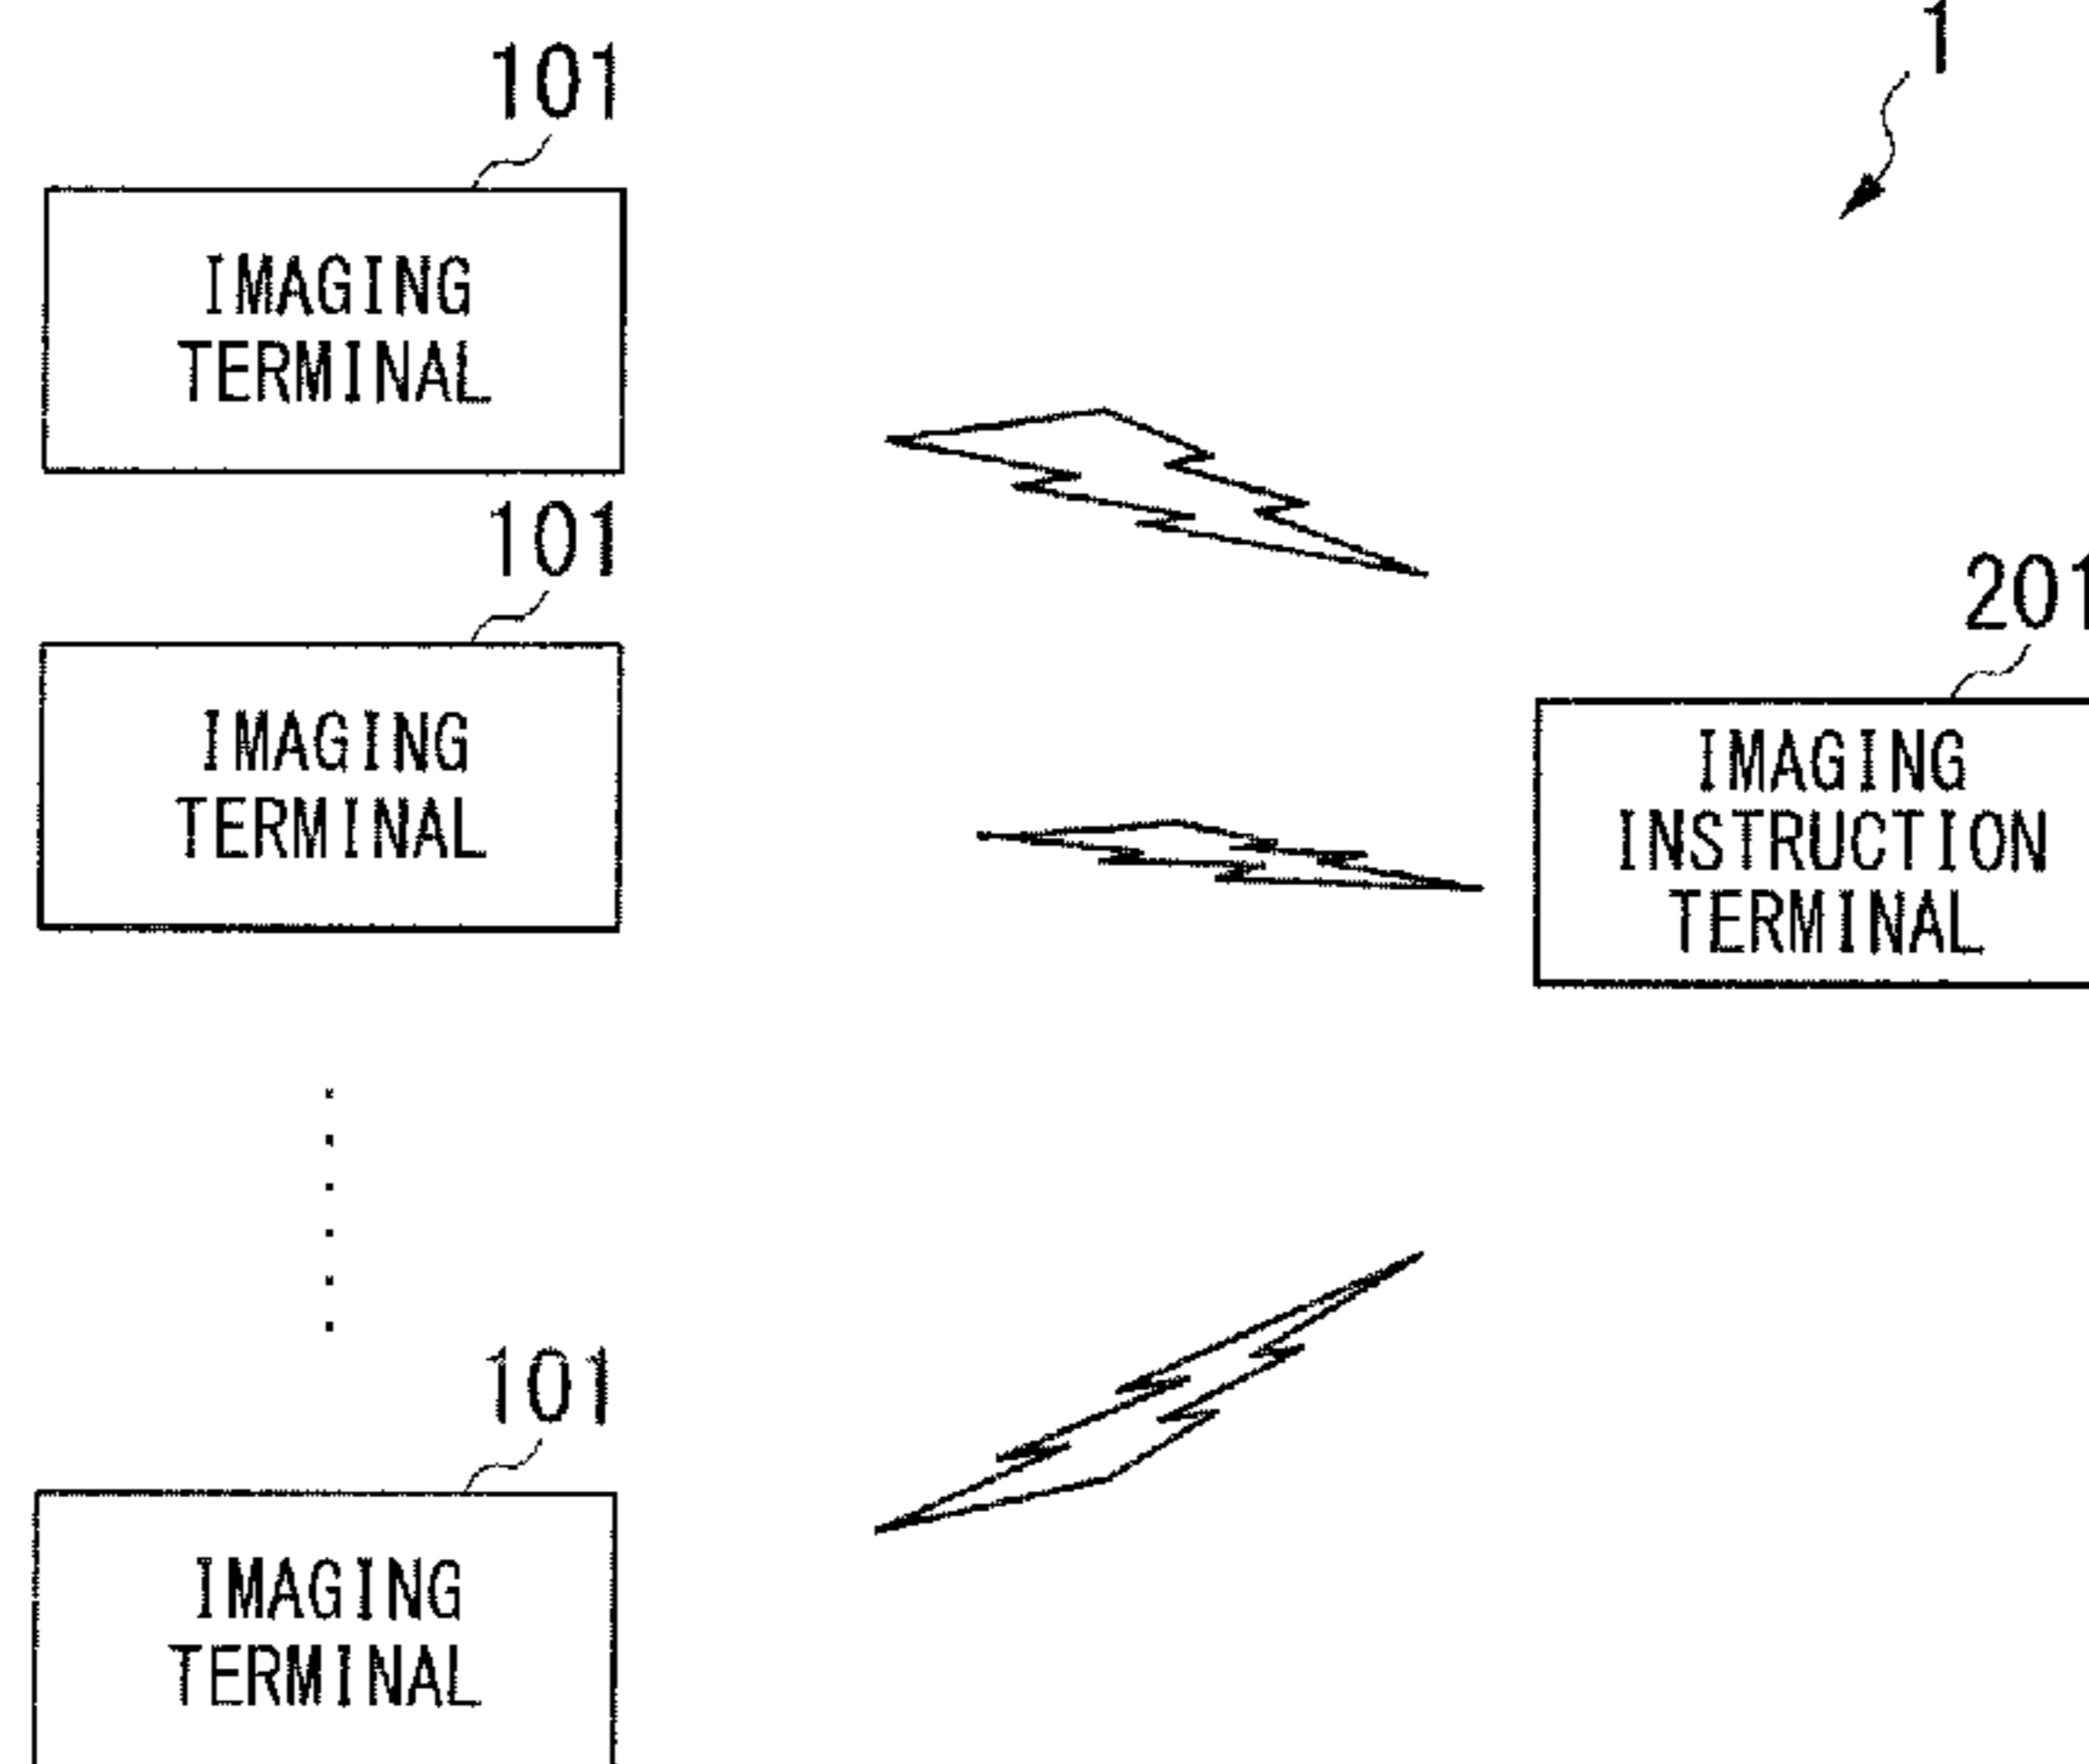 1
101
IMAGING
TERMINAL
101
IMAGING
TERMINAL
201
IMAGING
INSTRUCTION
TERMINAL
101
IMAGING
TERMINAL